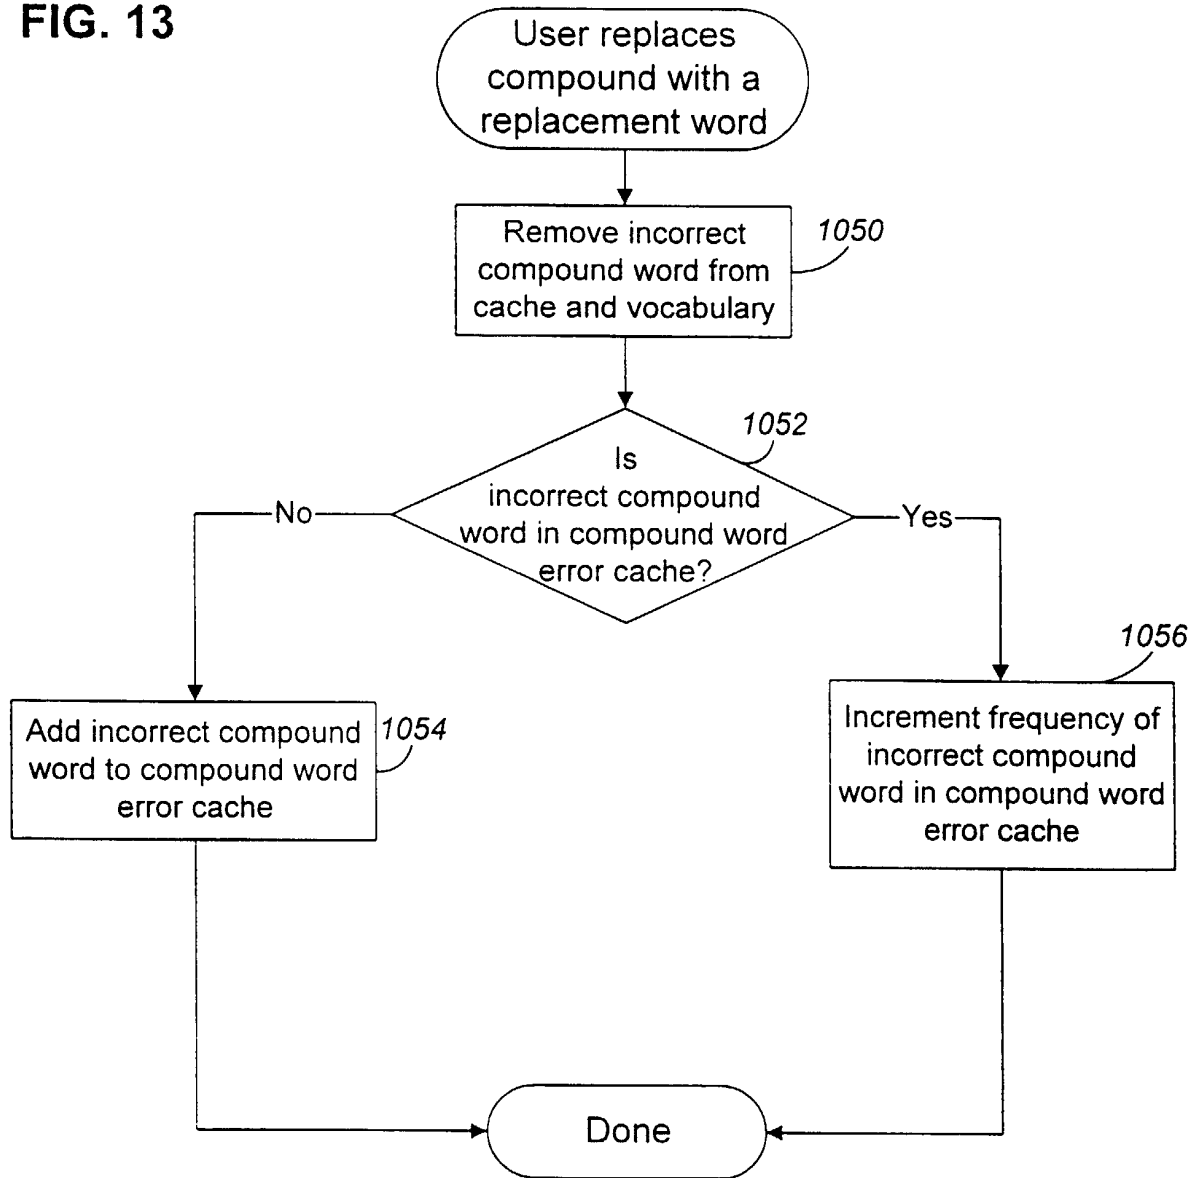 FIG. 13
User replaces
compound with a
replacement word
Remove incorrect
compound word from
cache and vocabulary
1050
1052
Is
incorrect compound
word in compound word
error cache?
No
Yes
1056
Add incorrect compound
word to compound word
error cache
1054
Increment frequency of
incorrect compound
word in compound word
error cache
Done